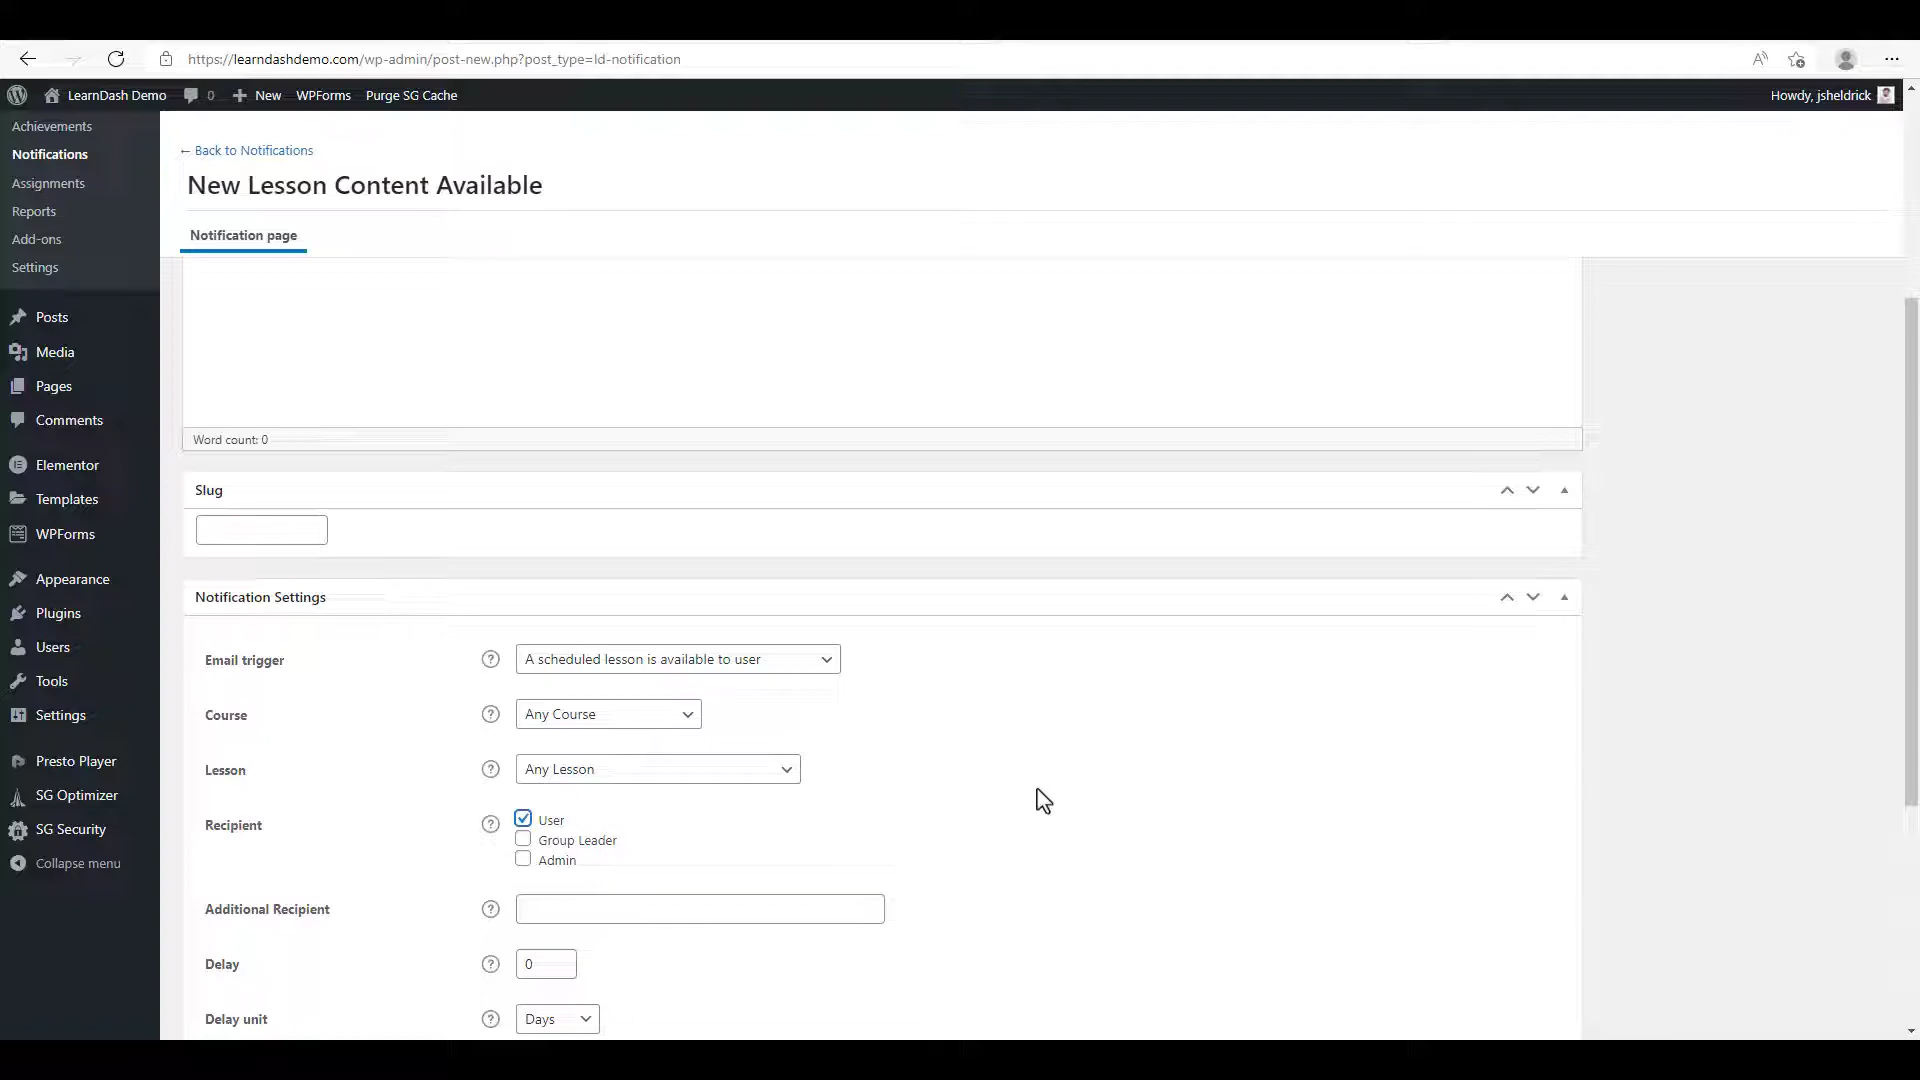 https://learndashdemo.com/wp-admin/post-new.php?post_type=ld-notification
LearnDash Demo 0 New WPForms Purge SG Cache Howdy, jsheldrick
Achievements
Notifications
Assignments
Reports
Add-ons
Settings
Posts
Media
Pages
Comments
Elementor
Templates
WPForms
Appearance
Plugins
Users
Tools
Settings
Presto Player
SG Optimizer
SG Security
Collapse menu
← Back to Notifications
New Lesson Content Available
Notification page
Word count: 0
Slug
Notification Settings
Email trigger ? A scheduled lesson is available to user
Course ? Any Course
Lesson ? Any Lesson
Recipient ? User
Group Leader
Admin
Additional Recipient ?
Delay ? 0
Delay unit ? Days